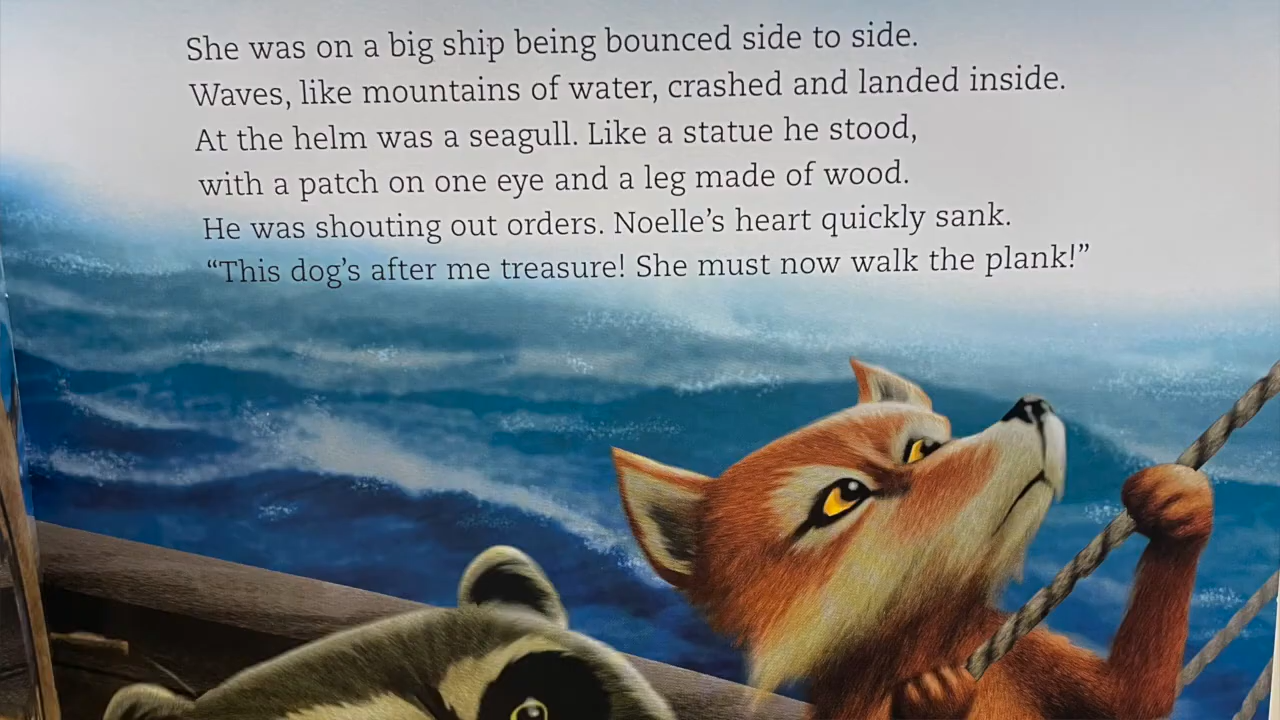 She was on a big ship being bounced side to side.
Waves, like mountains of water, crashed and landed inside.
At the helm was a seagull. Like a statue he stood,
with a patch on one eye and a leg made of wood.
He was shouting out orders. Noelle’s heart quickly sank.
“This dog’s after me treasure! She must now walk the plank!”